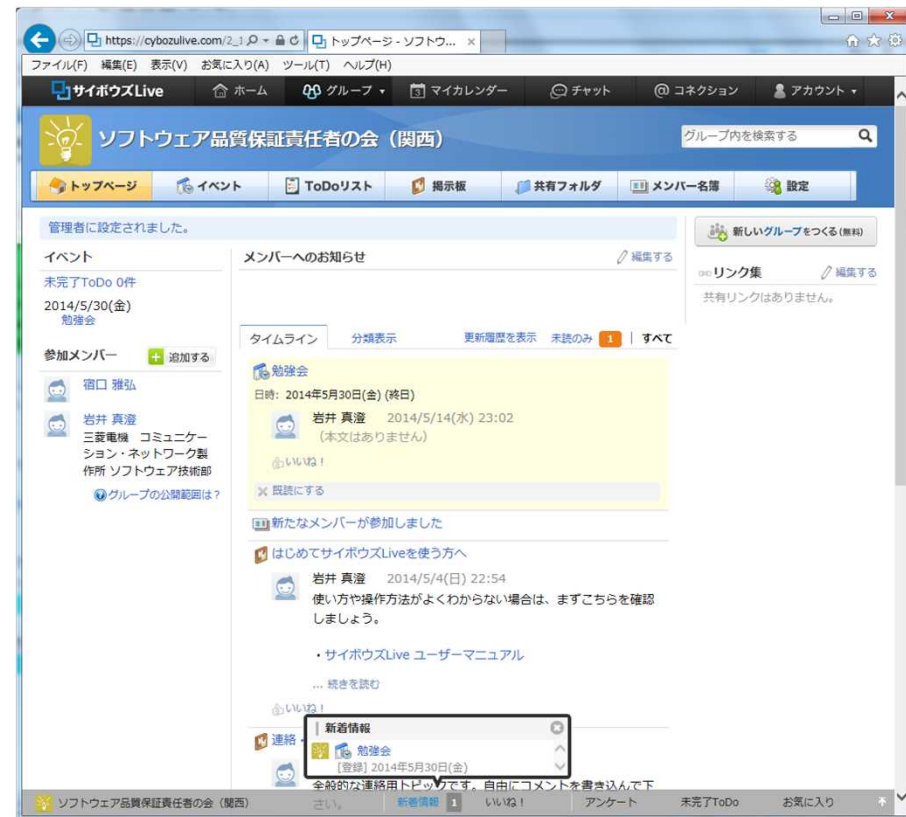 https://cybozulive.com/2_1
トップページ - ソフトウ...
ファイル(F) 編集(E) 表示(V) お気に入り(A) ツール(T) ヘルプ(H)
サイボウズLive ホーム グループ マイカレンダー チャット @ コネクション アカウント
ソフトウェア品質保証責任者の会（関西）
グループ内を検索する
トップページ イベント ToDoリスト 掲示板 共有フォルダ メンバー名簿 設定
管理者に設定されました。
新しいグループをつくる(無料)
イベント
未完了ToDo 0件
2014/5/30(金)
勉強会
参加メンバー 追加する
宿口 雅弘
岩井 真澄
三菱電機 コミュニケー
ション・ネットワーク製
作所 ソフトウェア技術部
グループの公開範囲は？
メンバーへのお知らせ 編集する
タイムライン 分類表示 更新履歴を表示 未読のみ 1 | すべて
勉強会
日時: 2014年5月30日(金) (終日)
岩井 真澄 2014/5/14(水) 23:02
（本文はありません）
いいね！
既読にする
新たなメンバーが参加しました
はじめてサイボウズLiveを使う方へ
岩井 真澄 2014/5/4(日) 22:54
使い方や操作方法がよくわからない場合は、まずこちらを確認
しましょう。
・サイボウズLive ユーザーマニュアル
... 続きを読む
いいね！
連絡・
全般的な連絡用トピックです。自由にコメントを書き込んで下
さい。
リンク集 編集する
共有リンクはありません。
新着情報
勉強会
[登録] 2014年5月30日(金)
ソフトウェア品質保証責任者の会（関西） 新着情報 1 いいね！ アンケート 未完了ToDo お気に入り